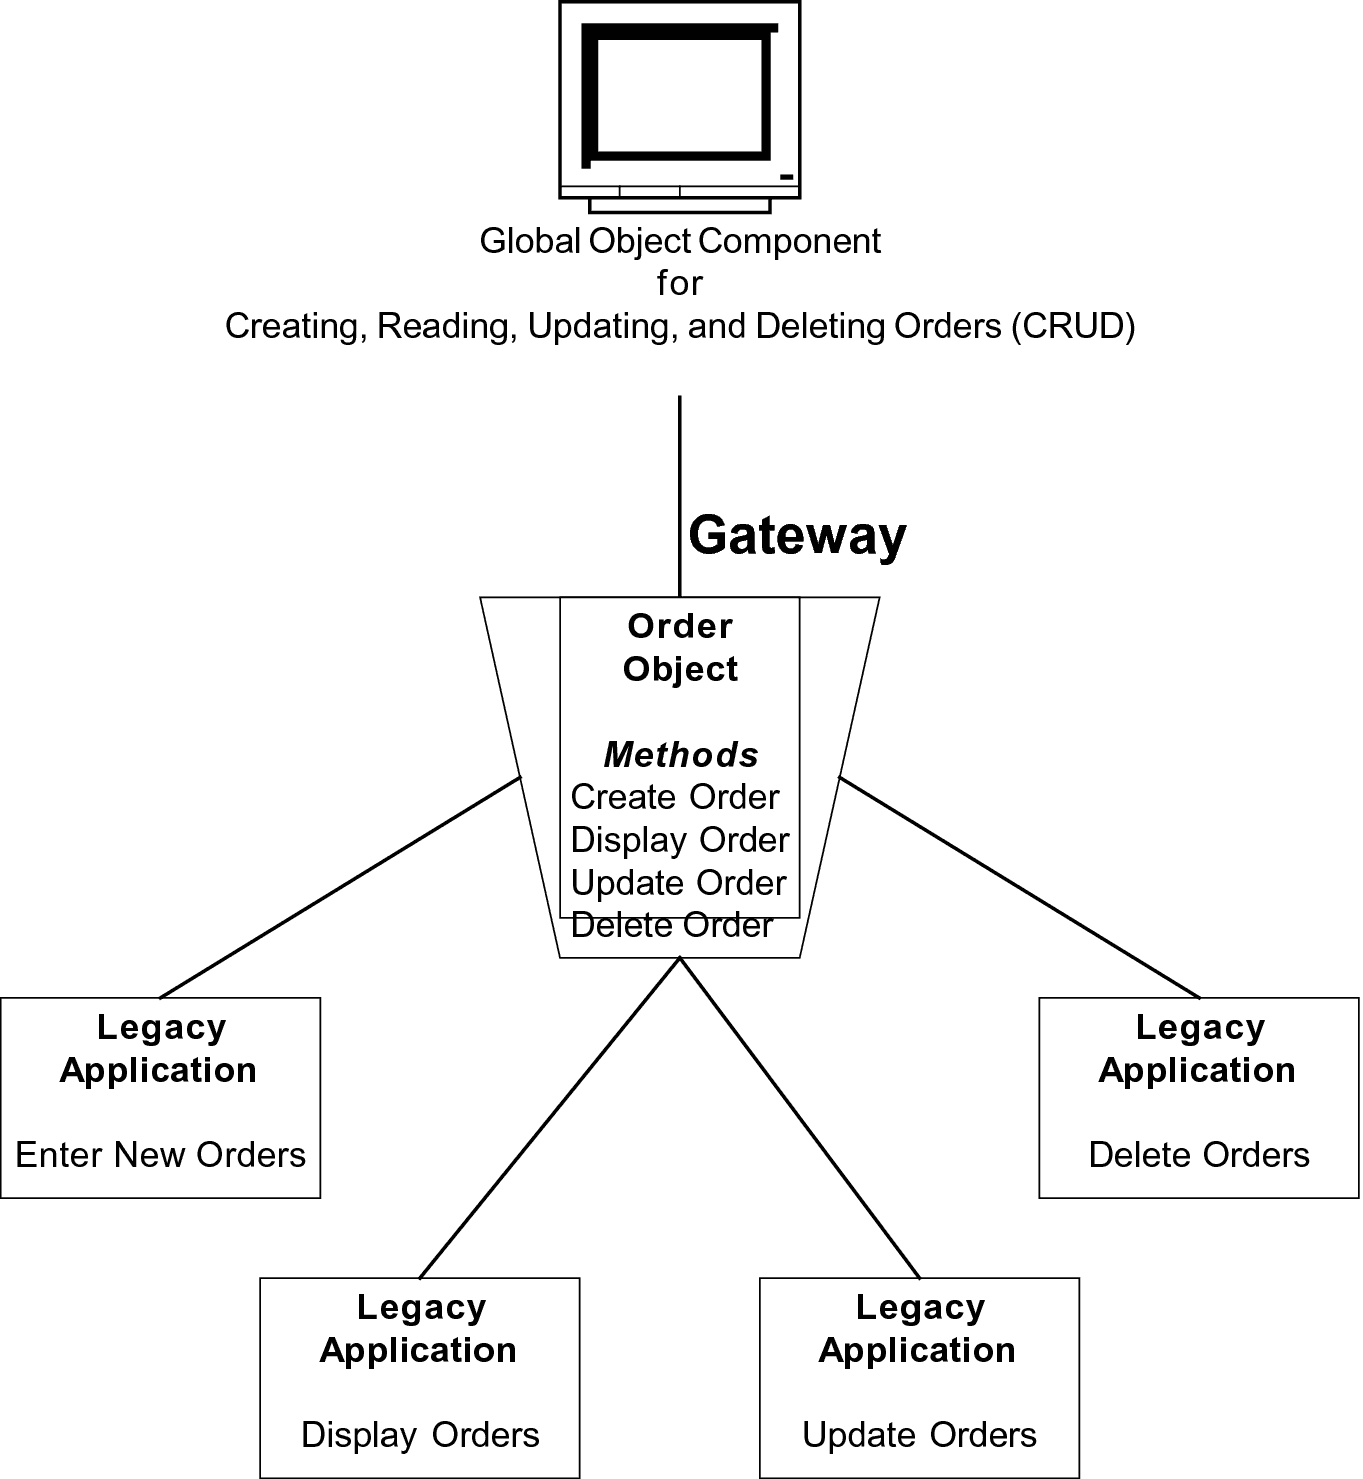 Global Object Component
for
Creating, Reading, Updating, and Deleting Orders (CRUD)
Gateway
Order
Object
Methods
Create Order
Display Order
Update Order
Delete Order
Legacy
Application
Enter New Orders
Legacy
Application
Delete Orders
Legacy
Application
Display Orders
Legacy
Application
Update Orders